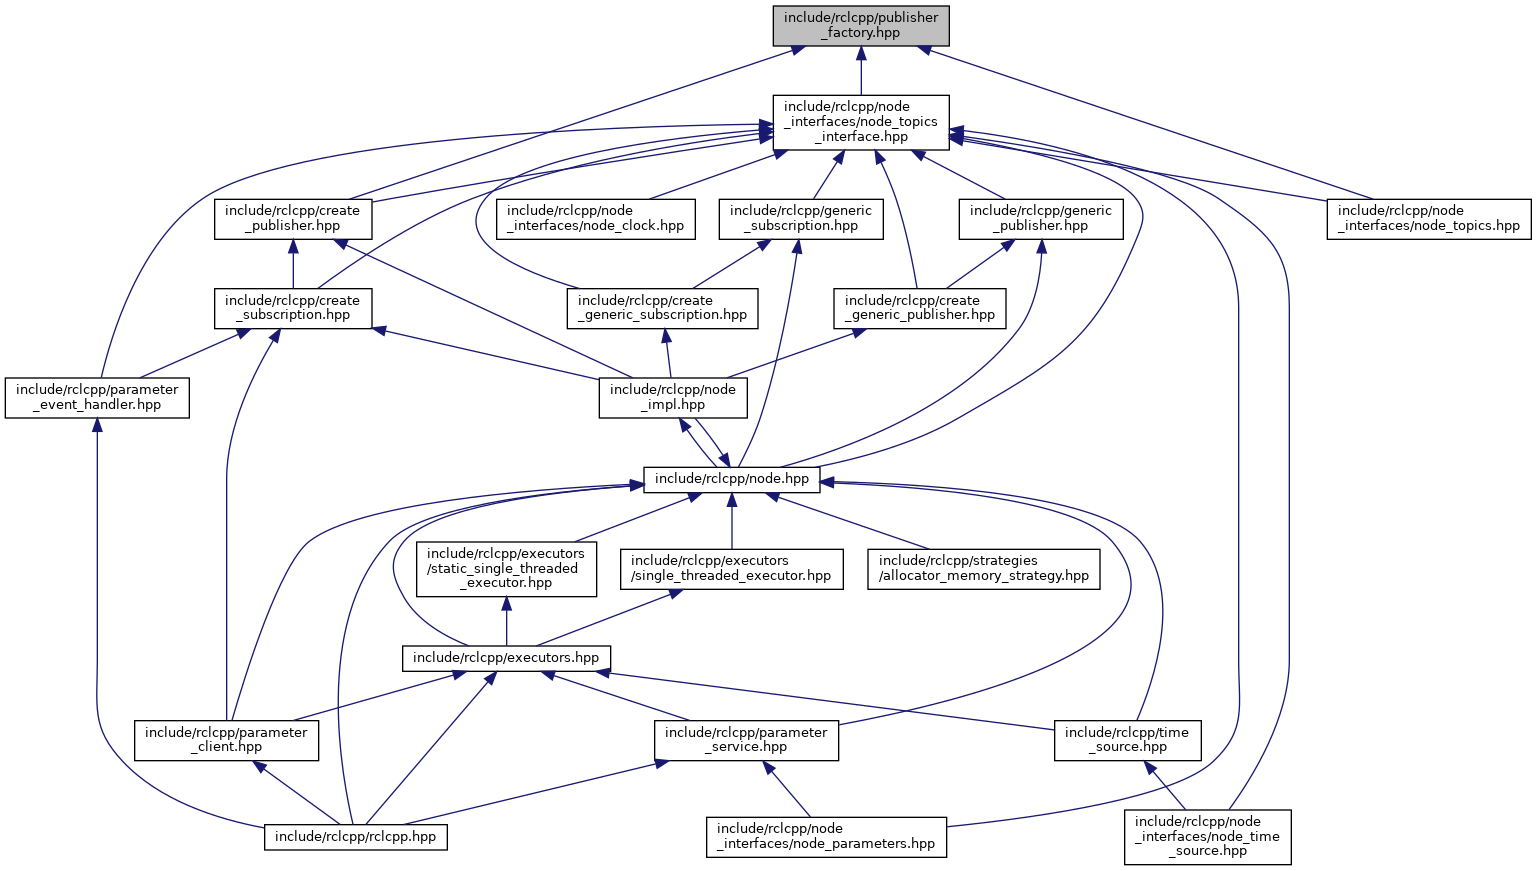 include/rclcpp/publisher
_factory.hpp
include/rclcpp/node
_interfaces/node_topics
_interface.hpp
include/rclcpp/create
_publisher.hpp
include/rclcpp/node
_interfaces/node_clock.hpp
include/rclcpp/generic
_subscription.hpp
include/rclcpp/generic
_publisher.hpp
include/rclcpp/node
_interfaces/node_topics.hpp
include/rclcpp/create
_subscription.hpp
include/rclcpp/create
_generic_subscription.hpp
include/rclcpp/create
_generic_publisher.hpp
include/rclcpp/parameter
_event_handler.hpp
include/rclcpp/node
_impl.hpp
include/rclcpp/node.hpp
include/rclcpp/executors
/static_single_threaded
_executor.hpp
include/rclcpp/executors
/single_threaded_executor.hpp
include/rclcpp/strategies
/allocator_memory_strategy.hpp
include/rclcpp/executors.hpp
include/rclcpp/parameter
_client.hpp
include/rclcpp/parameter
_service.hpp
include/rclcpp/time
_source.hpp
include/rclcpp/rclcpp.hpp
include/rclcpp/node
_interfaces/node_parameters.hpp
include/rclcpp/node
_interfaces/node_time
_source.hpp